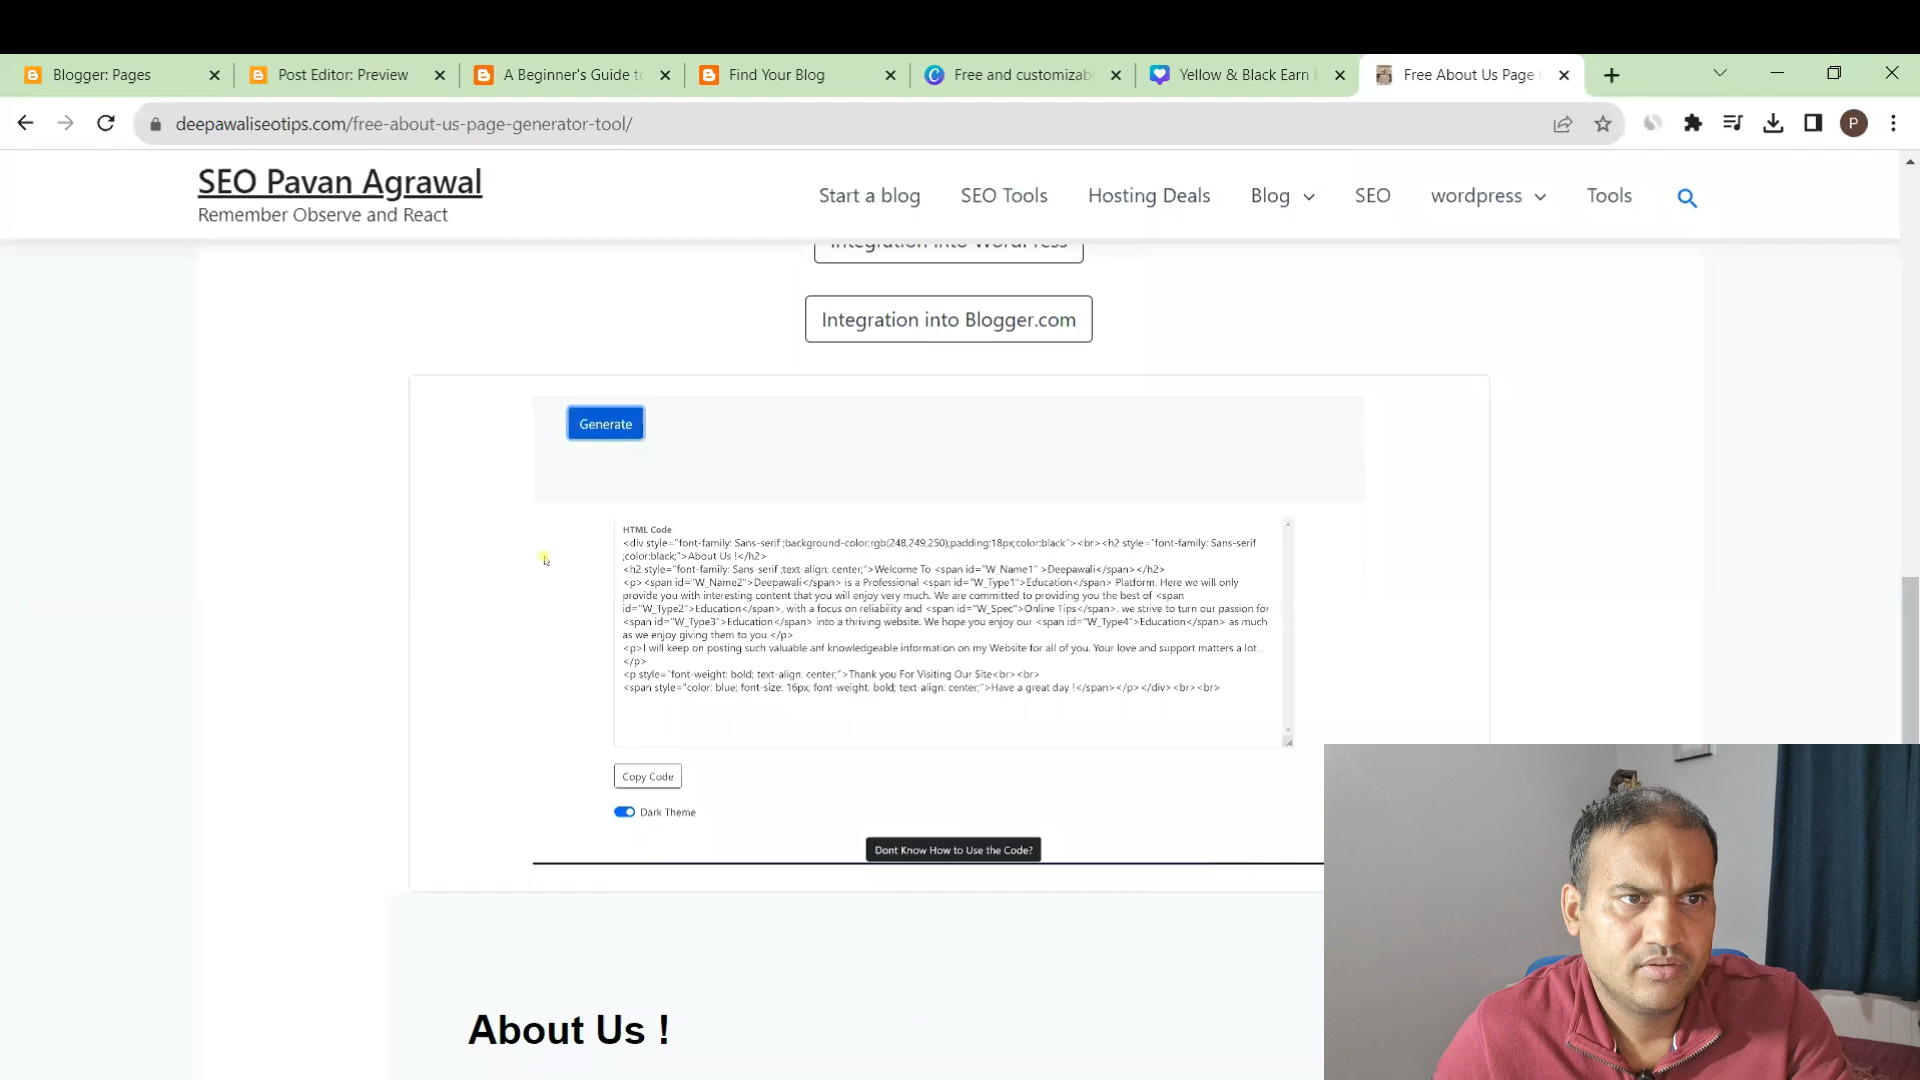 Blogger: Pages
Post Editor: Preview
A Beginner's Guide to
Find Your Blog
Free and customizab
Yellow & Black Earn
Free About Us Page
deepawaliseotips.com/free-about-us-page-generator-tool/
P
SEO Pavan Agrawal
Remember Observe and React
Start a blog
SEO Tools
Hosting Deals
Blog
SEO
wordpress
Tools
Integration into WordPress
Integration into Blogger.com
Generate
HTML Code
<div style="font-family: Sans-serif ;background-color:rgb(248,249,250);padding:18px;color:black"><br><h2 style="font-family: Sans-serif
;color:black;">About Us !</h2>
<h2 style="font-family: Sans-serif ;text-align: center;">Welcome To <span id="W_Name1" >Deepawali</span></h2>
<p><span id="W_Name2">Deepawali</span> is a Professional <span id="W_Type1">Education</span> Platform. Here we will only
provide you with interesting content that you will enjoy very much. We are committed to providing you the best of <span
id="W_Type2">Education</span>, with a focus on reliability and <span id="W_Spec">Online Tips</span>. we strive to turn our passion for
<span id="W_Type3">Education</span> into a thriving website. We hope you enjoy our <span id="W_Type4">Education</span> as much
as we enjoy giving them to you.</p>
<p>I will keep on posting such valuable anf knowledgeable information on my Website for all of you. Your love and support matters a lot.
</p>
<p style="font-weight: bold; text-align: center;">Thank you For Visiting Our Site<br><br>
<span style="color: blue; font-size: 16px; font-weight: bold; text-align: center;">Have a great day !</span></p></div><br><br>
Copy Code
Dark Theme
Dont Know How to Use the Code?
About Us !